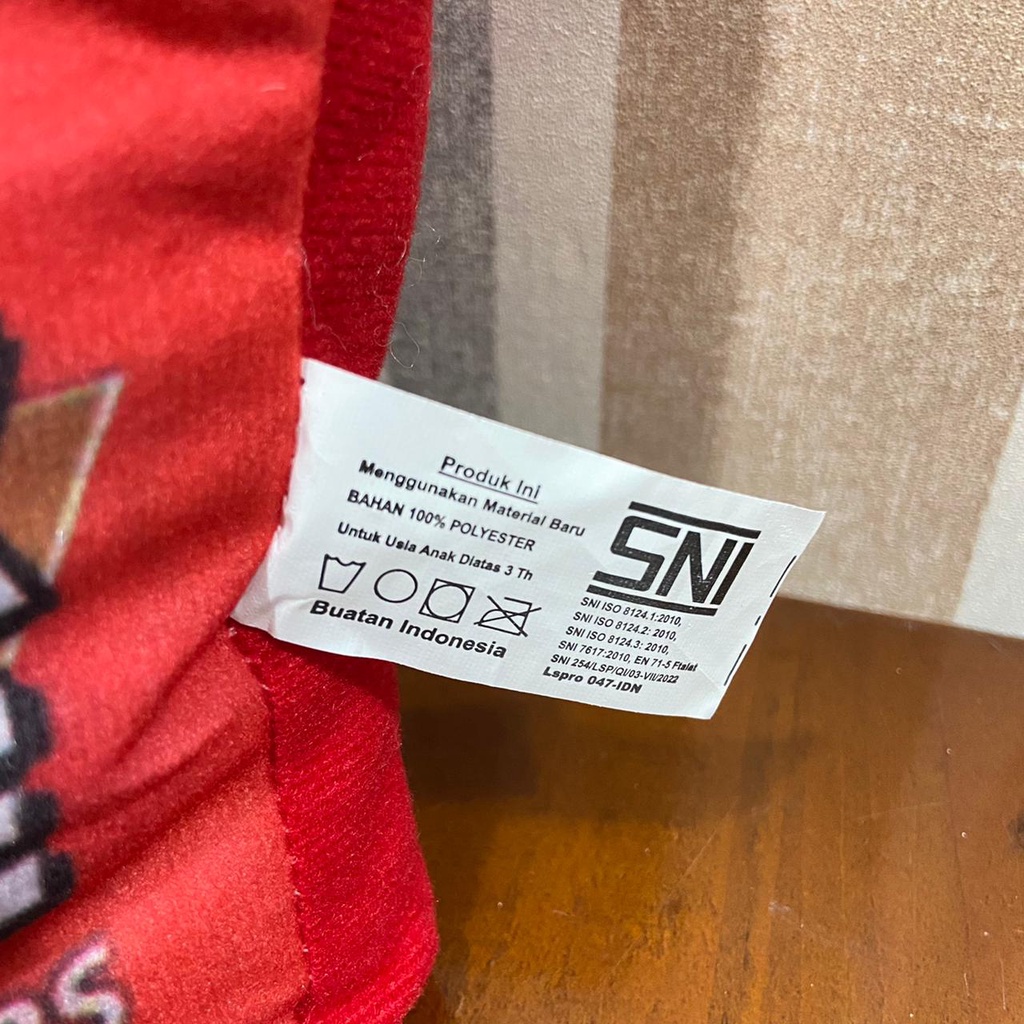 Produk Ini
Menggunakan Material Baru
BAHAN 100% POLYESTER
Untuk Usia Anak Diatas 3 Th
Buatan Indonesia
SNI
SNI ISO 8124.1:2010,
SNI ISO 8124.2: 2010,
SNI ISO 8124.3: 2010,
SNI 7617:2010, EN 71-5 Ftalat
SNI 254/LSP/QI/03-VII/2022
Lspro 047-IDN